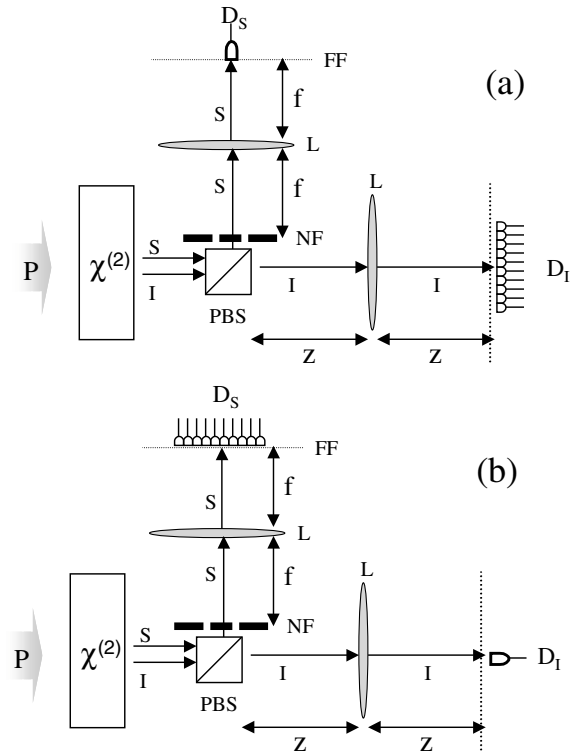 D_S
FF
(a)
f
S
L
L
S
f
NF
P
χ^(2)
S
I
I
I
D_I
PBS
z
z
D_S
FF
(b)
f
S
L
L
S
f
NF
P
χ^(2)
S
I
I
I
D_I
PBS
z
z